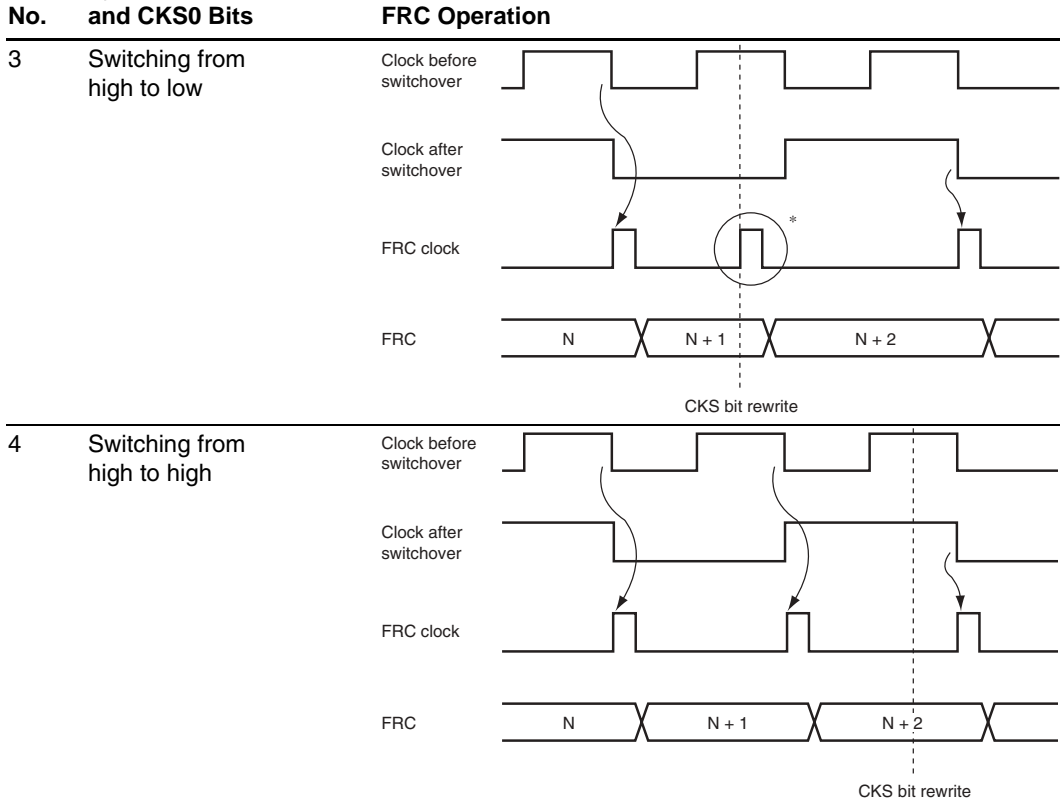 No. and CKS0 Bits FRC Operation
3 Switching from
high to low
Clock before
switchover
Clock after
switchover
*
FRC clock
FRC N N + 1 N + 2
CKS bit rewrite
4 Switching from
high to high
Clock before
switchover
Clock after
switchover
FRC clock
FRC N N + 1 N + 2
CKS bit rewrite